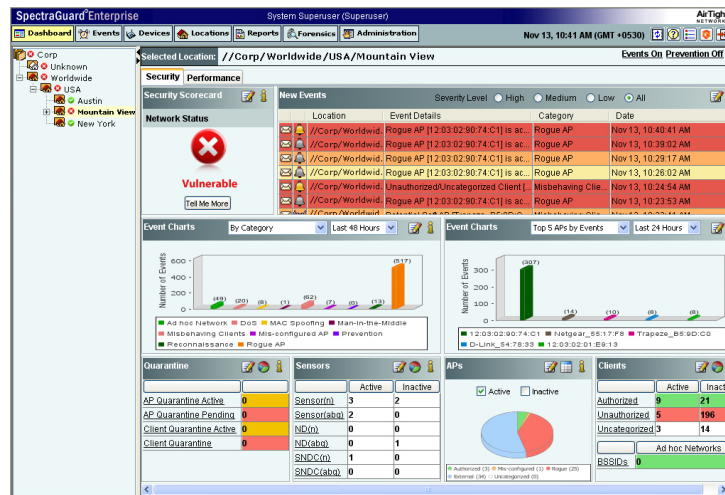 SpectraGuard® Enterprise
System Superuser (Superuser)
AirTigh
NETWORK
Dashboard Events Devices Locations Reports Forensics Administration
Nov 13, 10:41 AM (GMT +0530)
Corp
Unknown
Worldwide
USA
Austin
Mountain View
New York
Selected Location: //Corp/Worldwide/USA/Mountain View
Events On Prevention Off
Security Performance
Security Scorecard
Network Status
Vulnerable
Tell Me More
New Events
Severity Level High Medium Low All
Location Event Details Category Date
//Corp/Worldwid. Rogue AP [12:03:02:90:74:C1] is ac... Rogue AP Nov 13, 10:40:41 AM
//Corp/Worldwid. Rogue AP [12:03:02:90:74:C1] is ac... Rogue AP Nov 13, 10:39:02 AM
//Corp/Worldwid. Rogue AP [12:03:02:90:74:C1] is ac... Rogue AP Nov 13, 10:29:17 AM
//Corp/Worldwid. Rogue AP [12:03:02:90:74:C1] is ac... Rogue AP Nov 13, 10:26:02 AM
//Corp/Worldwid. Unauthorized/Uncategorized Client [... Misbehaving Clie... Nov 13, 10:24:54 AM
//Corp/Worldwid. Rogue AP [12:03:02:90:74:C1] is ac... Rogue AP Nov 13, 10:23:53 AM
//Corp/Worldwid.
Event Charts By Category Last 48 Hours
Number of Events
600
400
200
0
(49) (20) (8) (1) (62) (7) (6) (13) (517)
Ad hoc Network DoS MAC Spoofing Man-in-the-Middle
Misbehaving Clients Mis-configured AP Prevention
Reconnaissance Rogue AP
Event Charts Top 5 APs by Events Last 24 Hours
Number of Events
300
200
100
0
(307) (14) (10) (8) (8)
12:03:02:90:74:C1 Netgear_55:17:F8 Trapeze_B5:9D:C0
D-Link_54:78:33 12:03:02:01:E9:13
Quarantine
AP Quarantine Active 0
AP Quarantine Pending 0
Client Quarantine Active 0
Client Quarantine 0
Sensors
Active Inactive
Sensor(n) 3 2
Sensor(abg) 2 0
ND(n) 0 0
ND(abg) 0 1
SNDC(n) 1 0
SNDC(abg) 0 0
APs
Active Inactive
Authorized (3) Mis-configured (1) Rogue (25)
External (34) Uncategorized (0)
Clients
Active Inact
Authorized 9 21
Unauthorized 5 196
Uncategorized 3 14
Ad hoc Networks
BSSIDs 0